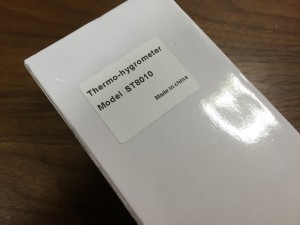 Thermo-hygrometer
Model: ST8010
Made in china